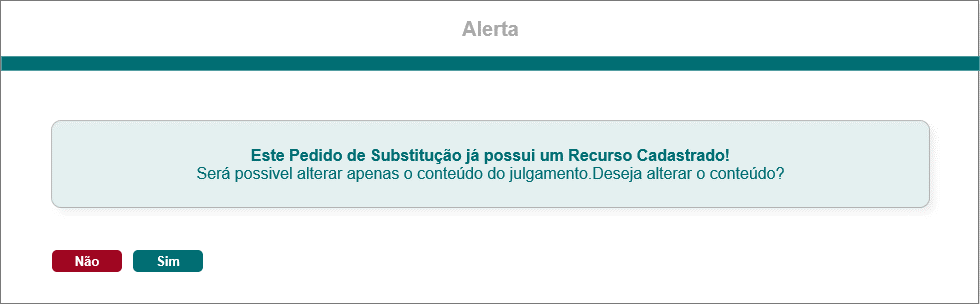 Alerta
Este Pedido de Substitução já possui um Recurso Cadastrado!
Será possivel alterar apenas o conteúdo do julgamento.Deseja alterar o conteúdo?
Não
Sim